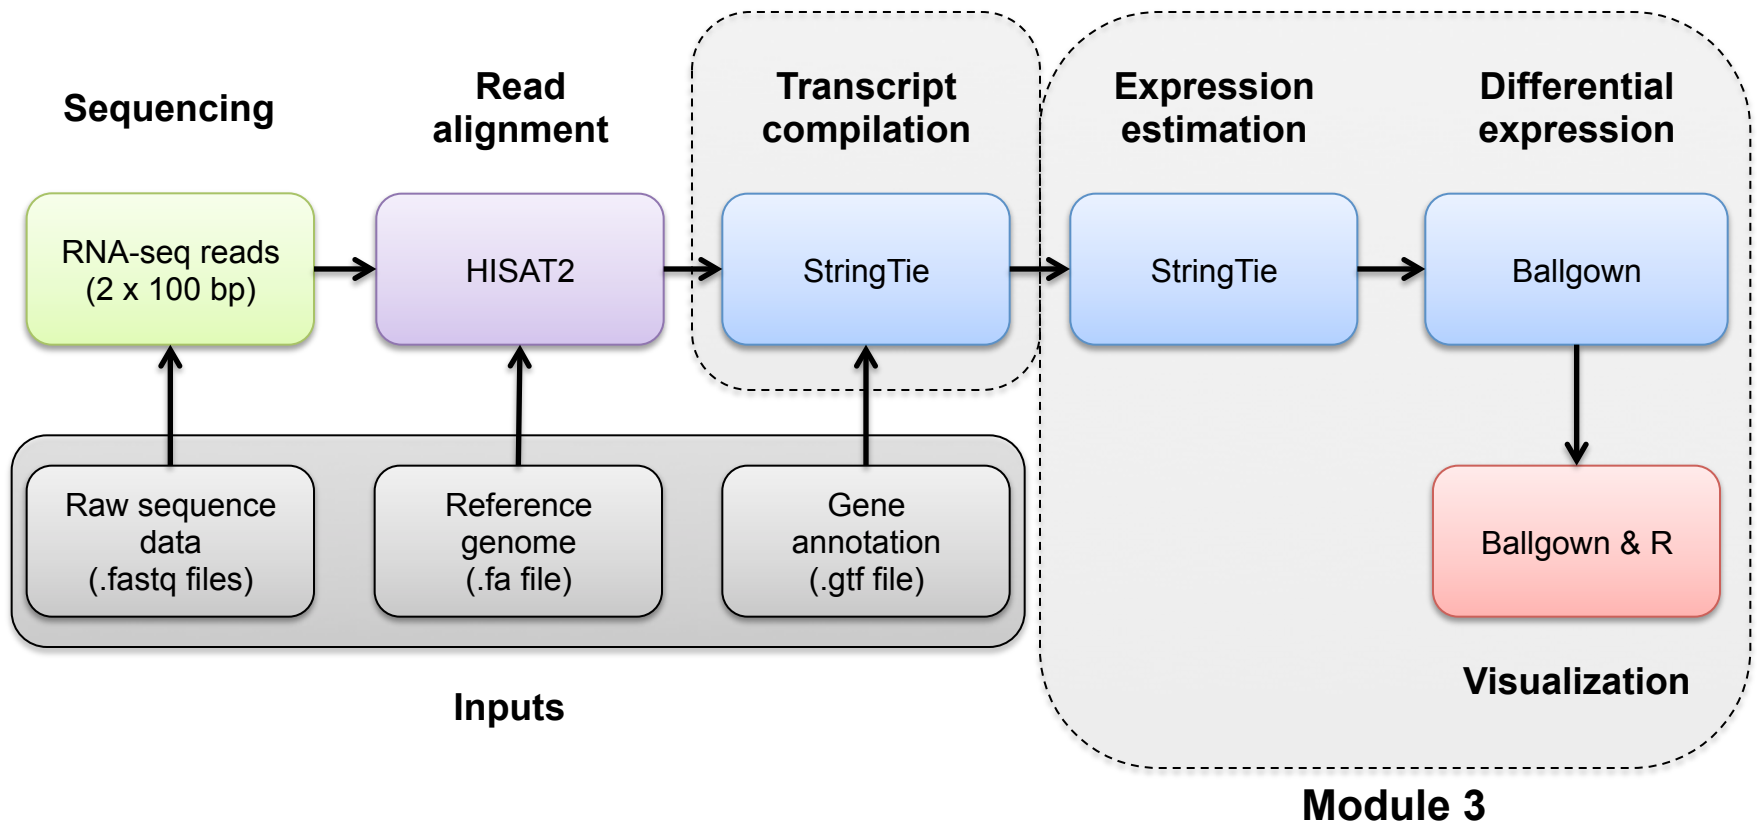 Sequencing
Read
alignment
Transcript
compilation
Expression
estimation
Differential
expression
RNA-seq reads
(2 x 100 bp)
HISAT2
StringTie
StringTie
Ballgown
Raw sequence
data
(.fastq files)
Reference
genome
(.fa file)
Gene
annotation
(.gtf file)
Ballgown & R
Inputs
Visualization
Module 3